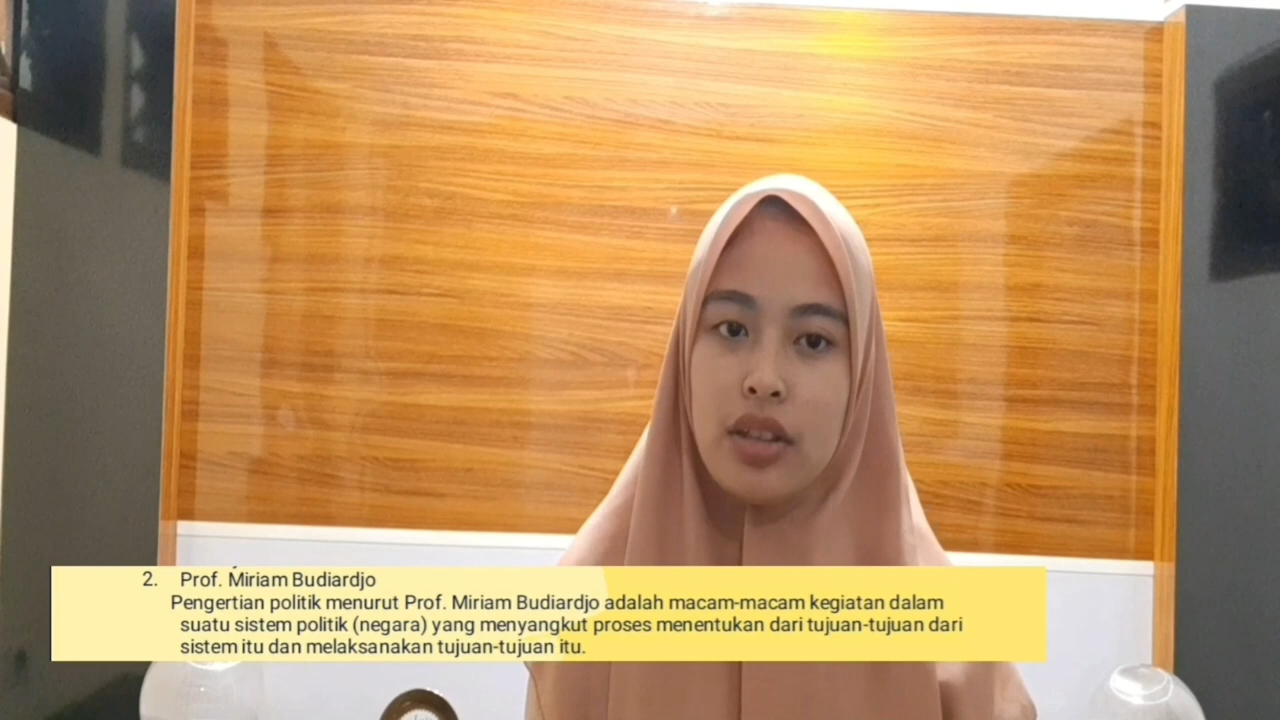 2. Prof. Miriam Budiardjo
Pengertian politik menurut Prof. Miriam Budiardjo adalah macam-macam kegiatan dalam
suatu sistem politik (negara) yang menyangkut proses menentukan dari tujuan-tujuan dari
sistem itu dan melaksanakan tujuan-tujuan itu.